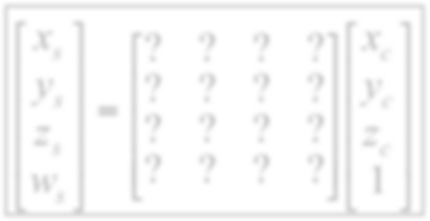 x_s ? ? ? ? x_c
y_s ? ? ? ? y_c
z_s = ? ? ? ? z_c
w_s ? ? ? ? 1